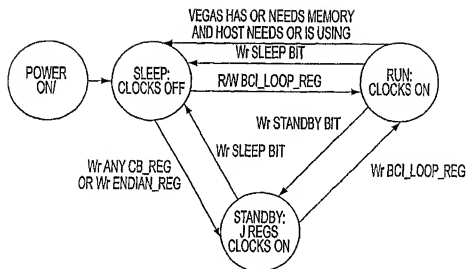 VEGAS HAS OR NEEDS MEMORY
AND HOST NEEDS OR IS USING
Wr SLEEP BIT
POWER
ON/
SLEEP:
CLOCKS OFF
R/W BCI_LOOP_REG
RUN:
CLOCKS ON
Wr STANDBY BIT
Wr SLEEP BIT
Wr ANY CB_REG
OR Wr ENDIAN_REG
Wr BCI_LOOP_REG
STANDBY:
J REGS
CLOCKS ON